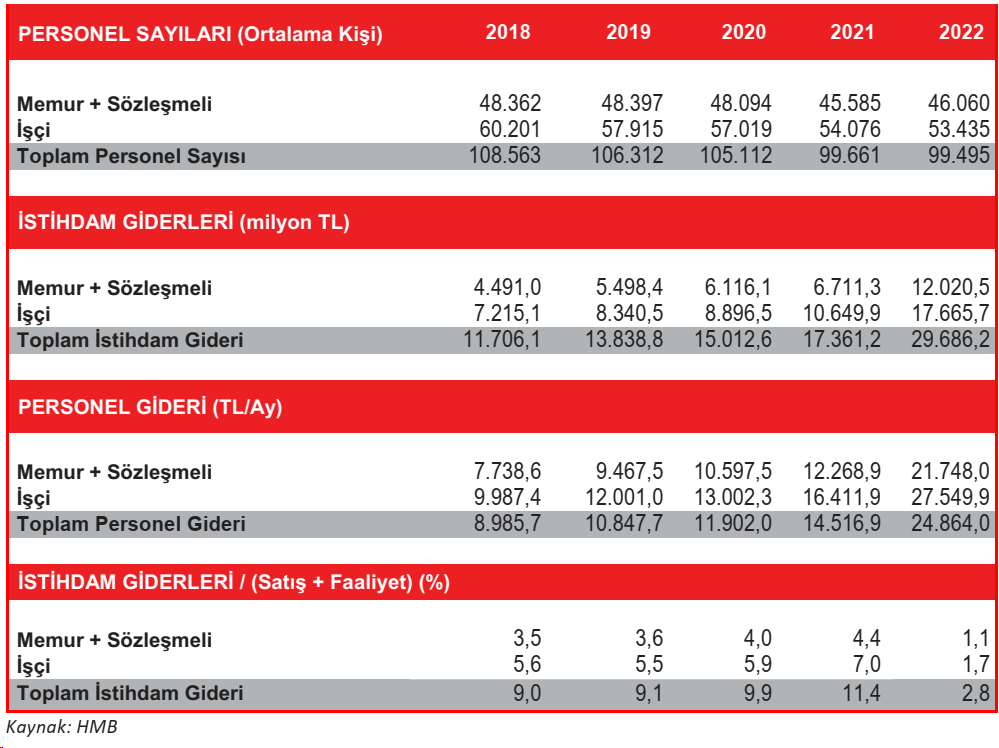 PERSONEL SAYILARI (Ortalama Kişi) 2018 2019 2020 2021 2022
Memur + Sözleşmeli 48.362 48.397 48.094 45.585 46.060
İşçi 60.201 57.915 57.019 54.076 53.435
Toplam Personel Sayısı 108.563 106.312 105.112 99.661 99.495
İSTİHDAM GİDERLERİ (milyon TL)
Memur + Sözleşmeli 4.491,0 5.498,4 6.116,1 6.711,3 12.020,5
İşçi 7.215,1 8.340,5 8.896,5 10.649,9 17.665,7
Toplam İstihdam Gideri 11.706,1 13.838,8 15.012,6 17.361,2 29.686,2
PERSONEL GİDERİ (TL/Ay)
Memur + Sözleşmeli 7.738,6 9.467,5 10.597,5 12.268,9 21.748,0
İşçi 9.987,4 12.001,0 13.002,3 16.411,9 27.549,9
Toplam Personel Gideri 8.985,7 10.847,7 11.902,0 14.516,9 24.864,0
İSTİHDAM GİDERLERİ / (Satış + Faaliyet) (%)
Memur + Sözleşmeli 3,5 3,6 4,0 4,4 1,1
İşçi 5,6 5,5 5,9 7,0 1,7
Toplam İstihdam Gideri 9,0 9,1 9,9 11,4 2,8
Kaynak: HMB